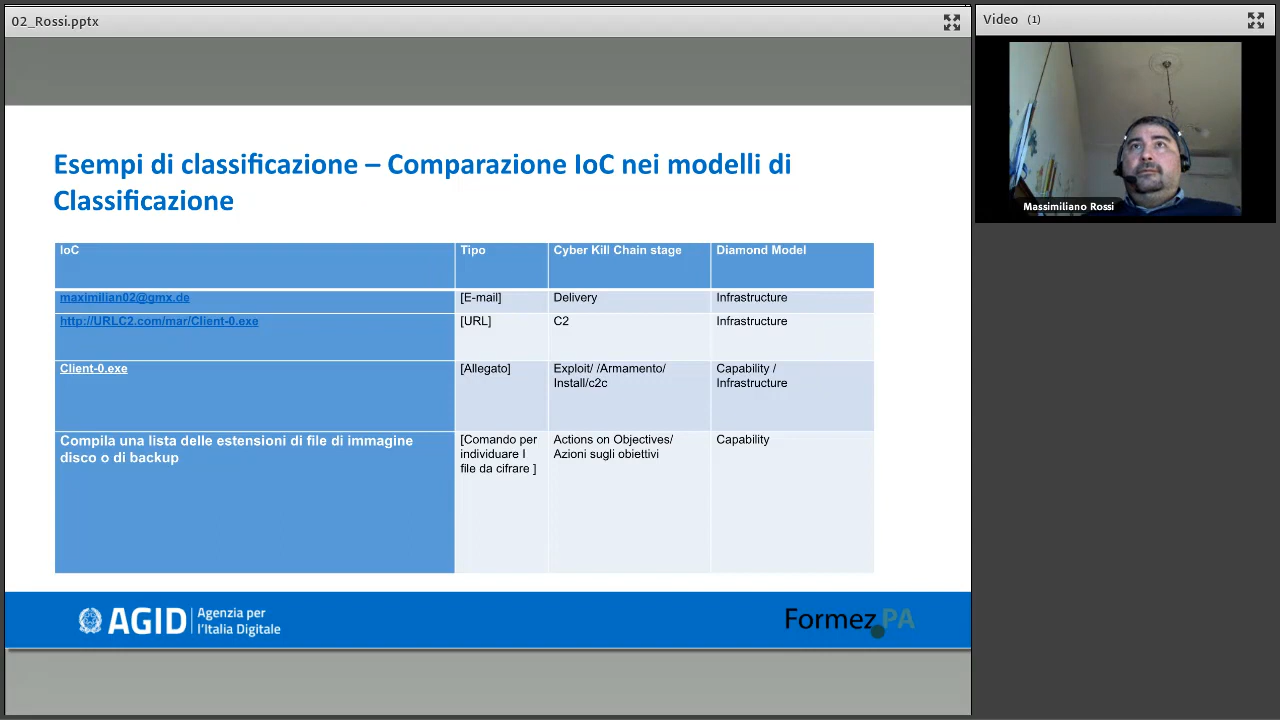 02_Rossi.pptx
Video (1)
Massimiliano Rossi
Esempi di classificazione – Comparazione IoC nei modelli di
Classificazione
IoC
Tipo
Cyber Kill Chain stage
Diamond Model
maximilian02@gmx.de
[E-mail]
Delivery
Infrastructure
http://URLC2.com/mar/Client-0.exe
[URL]
C2
Infrastructure
Client-0.exe
[Allegato]
Exploit/ /Armamento/
Install/c2c
Capability /
Infrastructure
Compila una lista delle estensioni di file di immagine
disco o di backup
[Comando per
individuare I
file da cifrare ]
Actions on Objectives/
Azioni sugli obiettivi
Capability
AGID
Agenzia per
l'Italia Digitale
Formez PA